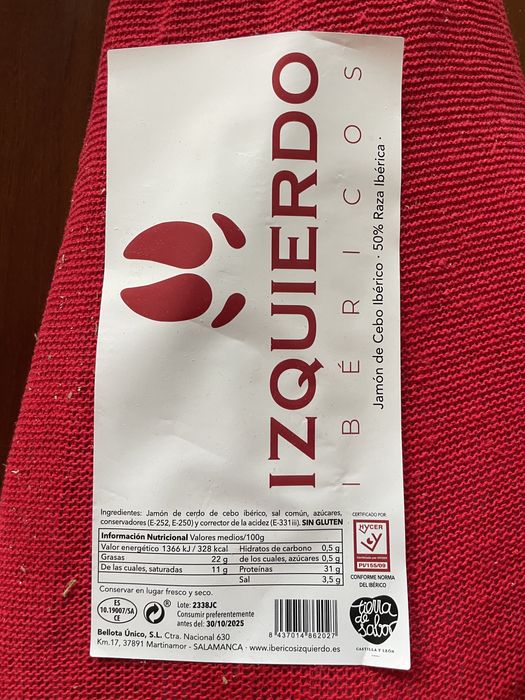 IZQUIERDO
IBÉRICOS
Jamón de Cebo Ibérico · 50% Raza Ibérica ·
Ingredientes: Jamón de cerdo de cebo ibérico, sal común, azúcares,
conservadores (E-252, E-250) y corrector de la acidez (E-331iii). SIN GLUTEN
Información Nutricional Valores medios/100g
Valor energético 1366 kJ / 328 kcal Hidratos de carbono 0,5 g
Grasas 22 g de los cuales, azúcares 0,5 g
De las cuales, saturadas 11 g Proteínas 31 g
Sal 3,5 g
Conservar en lugar fresco y seco.
ES
10.19007/SA
CE
Lote: 2338JC
Consumir preferentemente
antes del: 30/10/2025
8 437014 862027
Bellota Único, S.L. Ctra. Nacional 630
Km.17, 37891 Martinamor - SALAMANCA · www.ibericosizquierdo.es
CERTIFICADO POR
HYCER
PI/155/09
CONFORME NORMA
DEL IBÉRICO
tierra
de
sabor
CASTILLA Y LEÓN